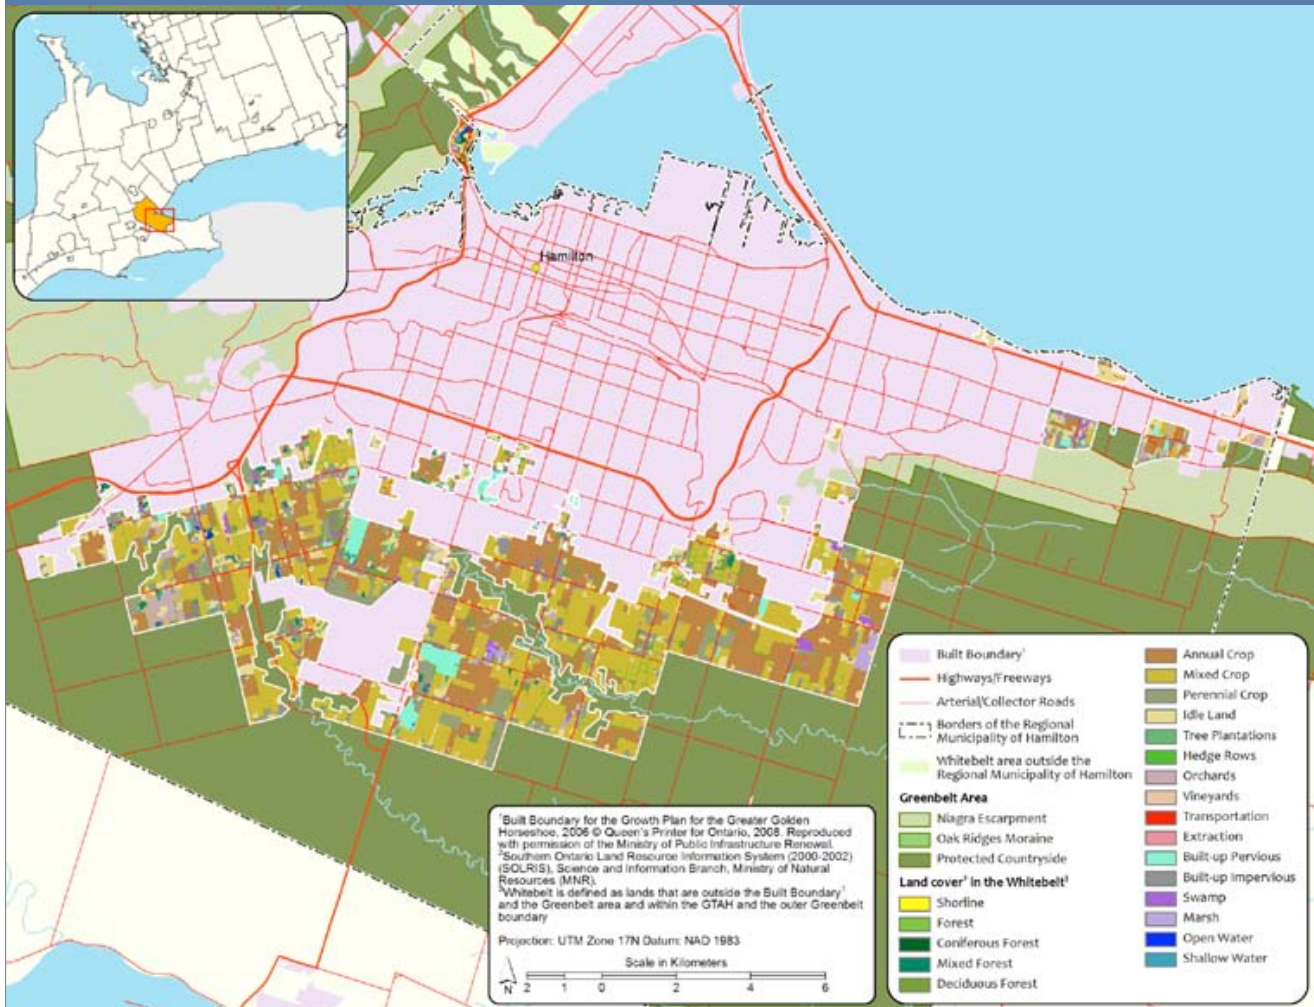 Hamilton
Built Boundary¹
Highways/Freeways
Arterial/Collector Roads
Borders of the Regional
Municipality of Hamilton
Whitebelt area outside the
Regional Municipality of Hamilton
Greenbelt Area
Niagra Escarpment
Oak Ridges Moraine
Protected Countryside
Land cover² in the Whitebelt³
Shorline
Forest
Coniferous Forest
Mixed Forest
Deciduous Forest
Annual Crop
Mixed Crop
Perennial Crop
Idle Land
Tree Plantations
Hedge Rows
Orchards
Vineyards
Transportation
Extraction
Built-up Pervious
Built-up Impervious
Swamp
Marsh
Open Water
Shallow Water
¹Built Boundary for the Growth Plan for the Greater Golden
Horseshoe, 2006 © Queen's Printer for Ontario, 2008. Reproduced
with permission of the Ministry of Public Infrastructure Renewal.
²Southern Ontario Land Resource Information System (2000-2002)
(SOLRIS), Science and Information Branch, Ministry of Natural
Resources (MNR).
³Whitebelt is defined as lands that are outside the Built Boundary¹
and the Greenbelt area and within the GTAH and the outer Greenbelt
boundary
Projection: UTM Zone 17N Datum: NAD 1983
Scale in Kilometers
N 2 1 0 2 4 6